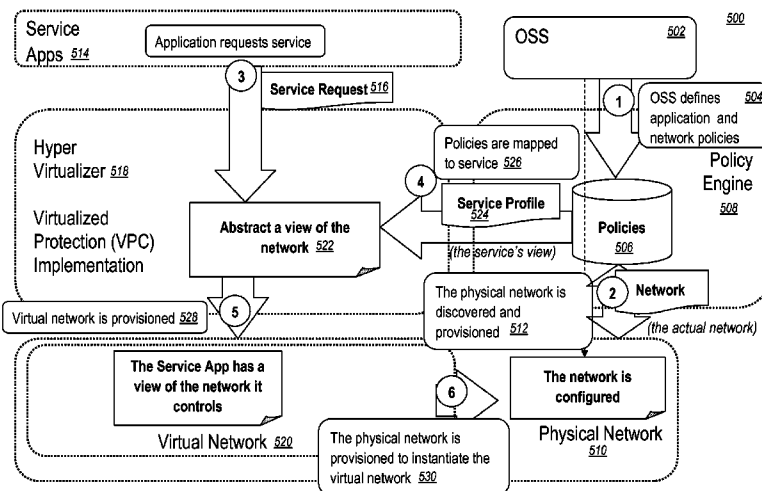 Service
Apps 514
Application requests service
OSS 502
500
3
Service Request 516
1
OSS defines 504
application and
network policies
Hyper
Virtualizer 518
Virtualized
Protection (VPC)
Implementation
Policies are mapped
to service 526
Policy
Engine
508
4
Service Profile
524
Abstract a view of the
network 522
Policies
506
(the service's view)
The physical network is
discovered and
provisioned 512
2
Network
(the actual network)
Virtual network is provisioned 528
5
The Service App has a
view of the network it
controls
6
The network is
configured
Virtual Network 520
The physical network is
provisioned to instantiate the
virtual network 530
Physical Network
510